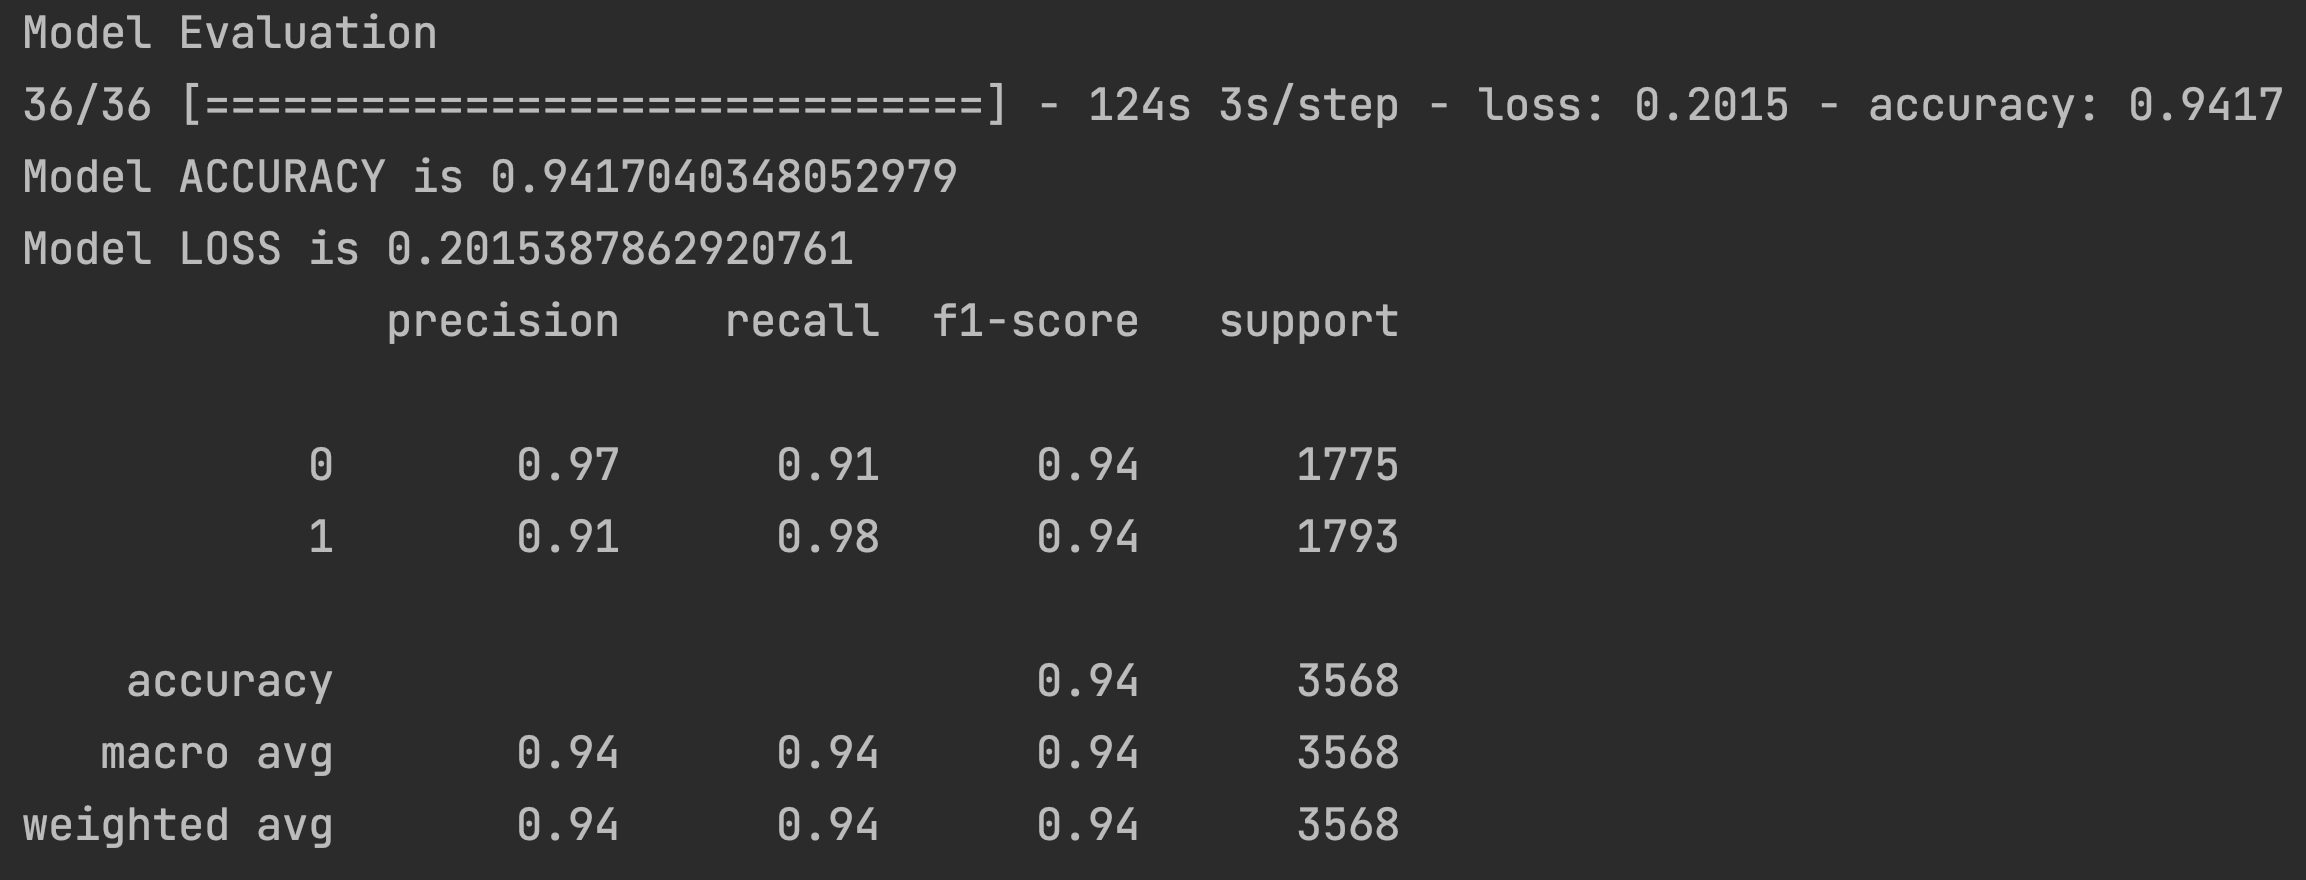 Model Evaluation
36/36 [==============================] - 124s 3s/step - loss: 0.2015 - accuracy: 0.9417
Model ACCURACY is 0.9417040348052979
Model LOSS is 0.2015387862920761
              precision    recall  f1-score   support

           0       0.97      0.91      0.94      1775
           1       0.91      0.98      0.94      1793

    accuracy                           0.94      3568
   macro avg       0.94      0.94      0.94      3568
weighted avg       0.94      0.94      0.94      3568